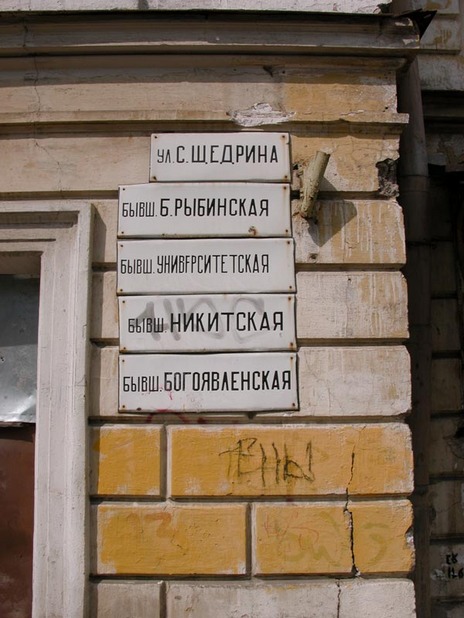 УЛ. С. ЩЕДРИНА
БЫВШ. Б. РЫБИНСКАЯ
БЫВШ. УНИВЕРСИТЕТСКАЯ
БЫВШ. НИКИТСКАЯ
БЫВШ. БОГОЯВЛЕНСКАЯ